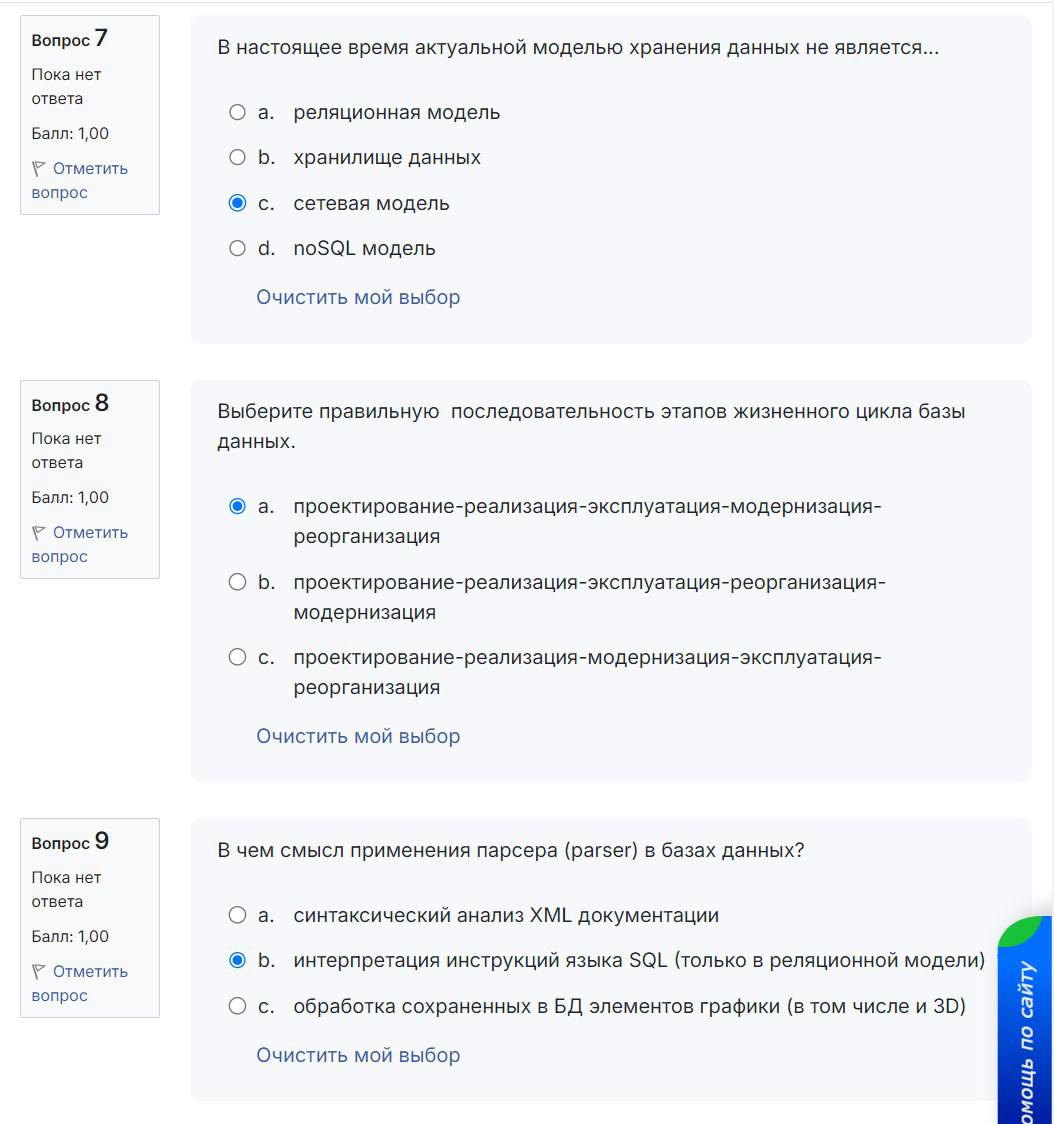 Вопрос 7
Пока нет
ответа
Балл: 1,00
Отметить
вопрос
В настоящее время актуальной моделью хранения данных не является...
a. реляционная модель
b. хранилище данных
c. сетевая модель
d. noSQL модель
Очистить мой выбор
Вопрос 8
Пока нет
ответа
Балл: 1,00
Отметить
вопрос
Выберите правильную последовательность этапов жизненного цикла базы
данных.
a. проектирование-реализация-эксплуатация-модернизация-
реорганизация
b. проектирование-реализация-эксплуатация-реорганизация-
модернизация
c. проектирование-реализация-модернизация-эксплуатация-
реорганизация
Очистить мой выбор
Вопрос 9
Пока нет
ответа
Балл: 1,00
Отметить
вопрос
В чем смысл применения парсера (parser) в базах данных?
a. синтаксический анализ XML документации
b. интерпретация инструкций языка SQL (только в реляционной модели)
c. обработка сохраненных в БД элементов графики (в том числе и 3D)
Очистить мой выбор
омощь по сайту